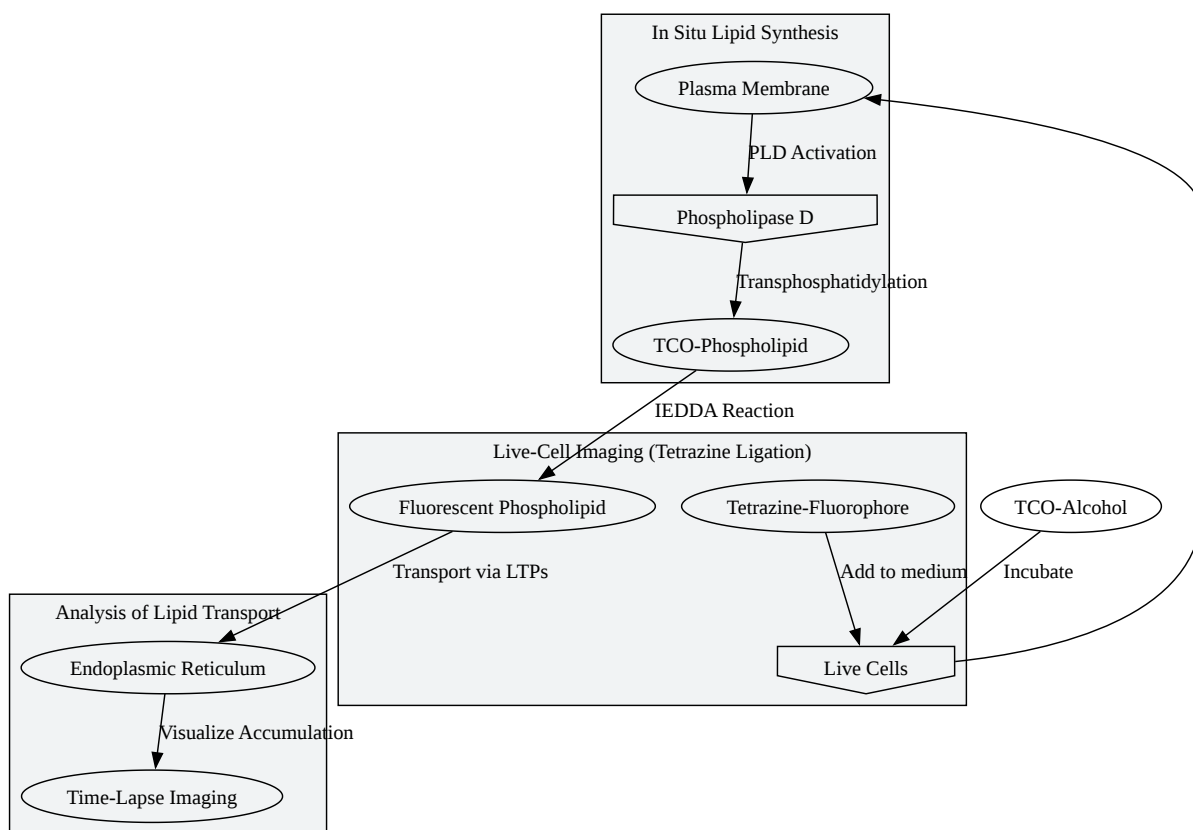 In Situ Lipid Synthesis
Plasma Membrane
PLD Activation
Phospholipase D
Transphosphatidylation
TCO-Phospholipid
IEDDA Reaction
Live-Cell Imaging (Tetrazine Ligation)
Fluorescent Phospholipid
Tetrazine-Fluorophore
TCO-Alcohol
Transport via LTPs
Add to medium
Incubate
Analysis of Lipid Transport
Endoplasmic Reticulum
Live Cells
Visualize Accumulation
Time-Lapse Imaging